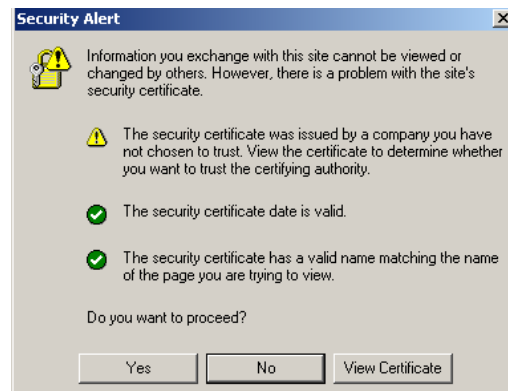 Security Alert
Information you exchange with this site cannot be viewed or
changed by others. However, there is a problem with the site's
security certificate.
The security certificate was issued by a company you have
not chosen to trust. View the certificate to determine whether
you want to trust the certifying authority.
The security certificate date is valid.
The security certificate has a valid name matching the name
of the page you are trying to view.
Do you want to proceed?
Yes No View Certificate